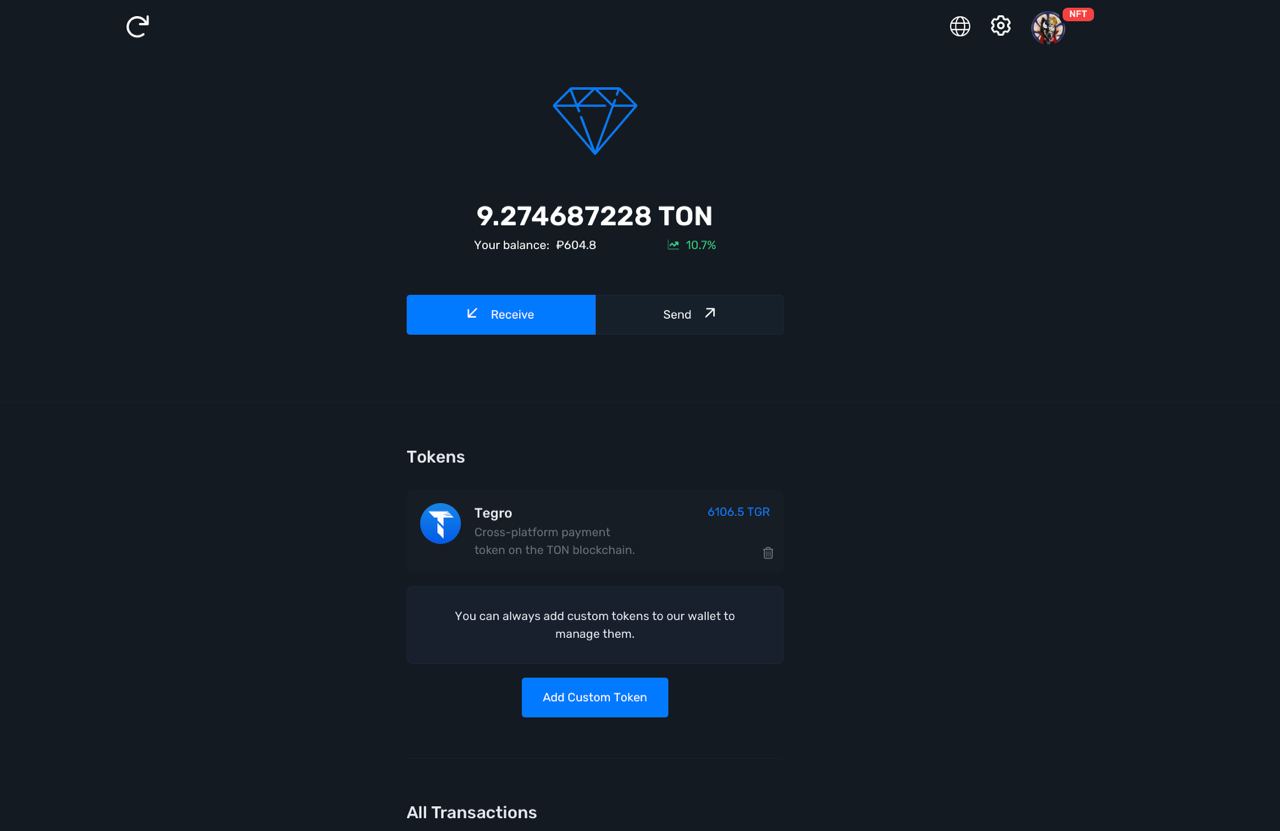 NFT
9.274687228 TON
Your balance: ₽604.8
10.7%
Receive
Send
Tokens
Tegro
6106.5 TGR
Cross-platform payment
token on the TON blockchain.
You can always add custom tokens to our wallet to
manage them.
Add Custom Token
All Transactions